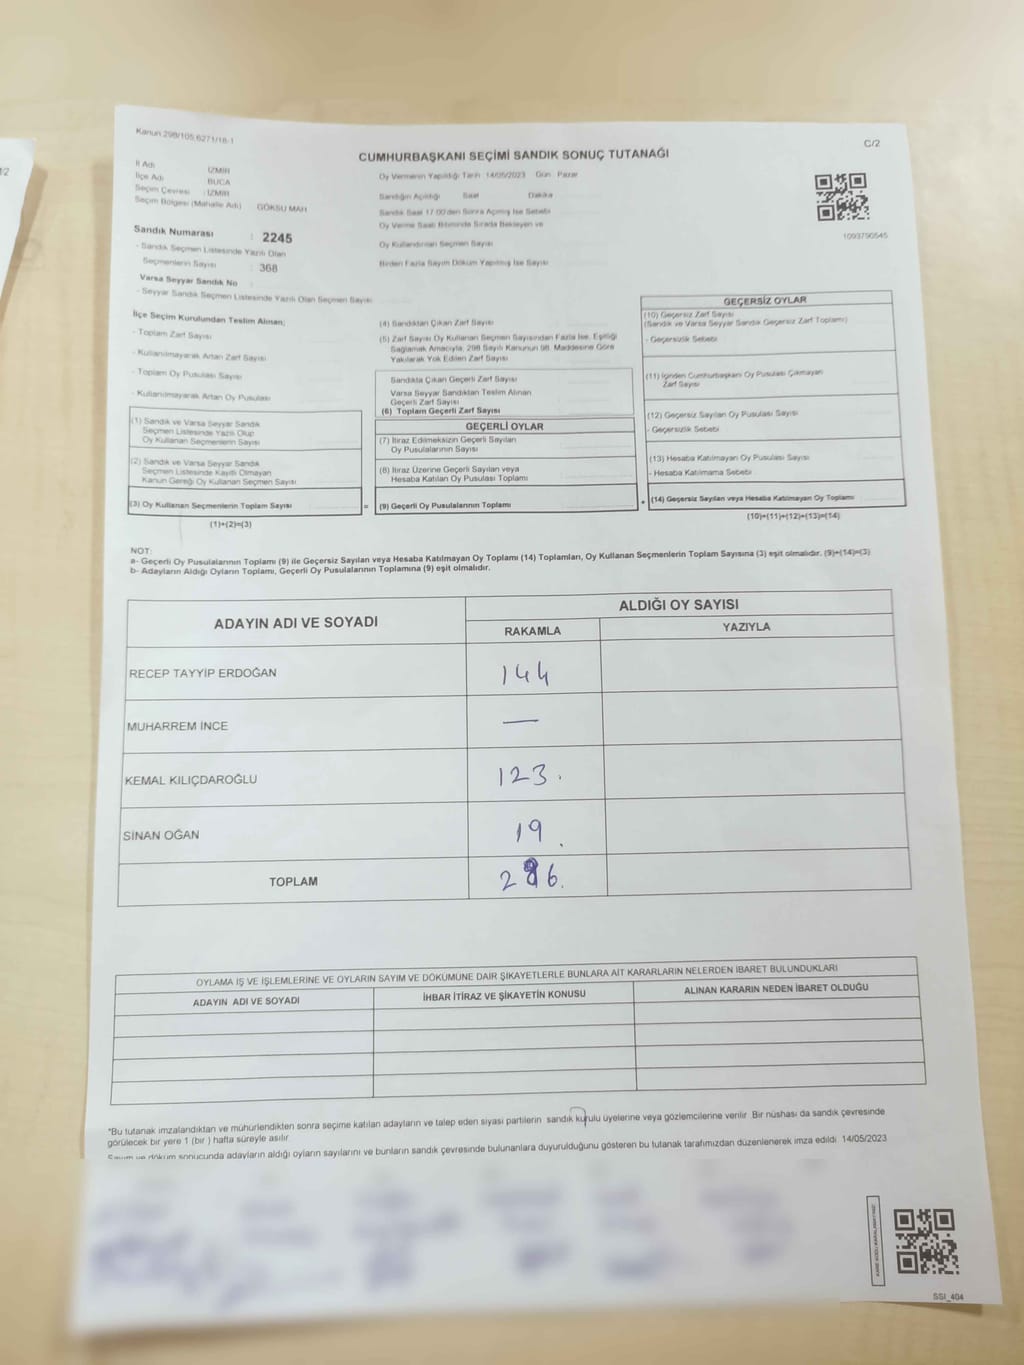 Kanun 298/105,6271/18-1
C/2
CUMHURBAŞKANI SEÇİMİ SANDIK SONUÇ TUTANAĞI
İl Adı : İZMİR
İlçe Adı : BUCA
Seçim Çevresi : İZMİR
Seçim Bölgesi (Mahalle Adı) GÖKSU MAH
Sandık Numarası : 2245
- Sandık Seçmen Listesinde Yazılı Olan
Seçmenlerin Sayısı : 368
Varsa Seyyar Sandık No :
- Seyyar Sandık Seçmen Listesinde Yazılı Olan Seçmen Sayısı :
Oy Vermenin Yapıldığı Tarih 14/05/2023 Gün Pazar
Sandığın Açıldığı Saat Dakika
Sandık Saat 17.00'den Sonra Açılmış İse Sebebi
Oy Verme Saati Bitiminde Sırada Bekleyen ve
Oy Kullandırılan Seçmen Sayısı
Birden Fazla Sayım Döküm Yapılmış İse Sayısı
1093790545
İlçe Seçim Kurulundan Teslim Alınan;
- Toplam Zarf Sayısı
- Kullanılmayarak Artan Zarf Sayısı
- Toplam Oy Pusulası Sayısı
- Kullanılmayarak Artan Oy Pusulası
(1) Sandık ve Varsa Seyyar Sandık
Seçmen Listesinde Yazılı Olup
Oy Kullanan Seçmenlerin Sayısı
(2) Sandık ve Varsa Seyyar Sandık
Seçmen Listesinde Kayıtlı Olmayan
Kanun Gereği Oy Kullanan Seçmen Sayısı
(3) Oy Kullanan Seçmenlerin Toplam Sayısı
(1)+(2)=(3)
(4) Sandıktan Çıkan Zarf Sayısı
(5) Zarf Sayısı Oy Kullanan Seçmen Sayısından Fazla İse, Eşitliği
Sağlamak Amacıyla, 298 Sayılı Kanunun 98. Maddesine Göre
Yakılarak Yok Edilen Zarf Sayısı
Sandıkta Çıkan Geçerli Zarf Sayısı
Varsa Seyyar Sandıktan Teslim Alınan
Geçerli Zarf Sayısı
(6) Toplam Geçerli Zarf Sayısı
GEÇERLİ OYLAR
(7) İtiraz Edilmeksizin Geçerli Sayılan
Oy Pusulalarının Sayısı
(8) İtiraz Üzerine Geçerli Sayılan veya
Hesaba Katılan Oy Pusulası Toplamı
= (9) Geçerli Oy Pusulalarının Toplamı
GEÇERSİZ OYLAR
(10) Geçersiz Zarf Sayısı
(Sandık ve Varsa Seyyar Sandık Geçersiz Zarf Toplamı)
- Geçersizlik Sebebi
(11) İçinden Cumhurbaşkanı Oy Pusulası Çıkmayan
Zarf Sayısı
(12) Geçersiz Sayılan Oy Pusulası Sayısı
- Geçersizlik Sebebi
(13) Hesaba Katılmayan Oy Pusulası Sayısı
- Hesaba Katılmama Sebebi
+ (14) Geçersiz Sayılan veya Hesaba Katılmayan Oy Toplamı
(10)+(11)+(12)+(13)=(14)
NOT:
a- Geçerli Oy Pusulalarının Toplamı (9) ile Geçersiz Sayılan veya Hesaba Katılmayan Oy Toplamı (14) Toplamları, Oy Kullanan Seçmenlerin Toplam Sayısına (3) eşit olmalıdır. (9)+(14)=(3)
b- Adayların Aldığı Oyların Toplamı, Geçerli Oy Pusulalarının Toplamına (9) eşit olmalıdır.
ADAYIN ADI VE SOYADI
ALDIĞI OY SAYISI
RAKAMLA YAZIYLA
RECEP TAYYİP ERDOĞAN 144
MUHARREM İNCE —
KEMAL KILIÇDAROĞLU 123.
SİNAN OĞAN 19.
TOPLAM 286.
OYLAMA İŞ VE İŞLEMLERİNE VE OYLARIN SAYIM VE DÖKÜMÜNE DAİR ŞİKAYETLERLE BUNLARA AİT KARARLARIN NELERDEN İBARET BULUNDUKLARI
ADAYIN ADI VE SOYADI İHBAR İTİRAZ VE ŞİKAYETİN KONUSU ALINAN KARARIN NEDEN İBARET OLDUĞU
*Bu tutanak imzalandıktan ve mühürlendikten sonra seçime katılan adayların ve talep eden siyasi partilerin sandık kurulu üyelerine veya gözlemcilerine verilir. Bir nüshası da sandık çevresinde
görülecek bir yere 1 (bir ) hafta süreyle asılır.
Sayım ve döküm sonucunda adayların aldığı oyların sayılarını ve bunların sandık çevresinde bulunanlara duyurulduğunu gösteren bu tutanak tarafımızdan düzenlenerek imza edildi 14/05/2023
SSI_404